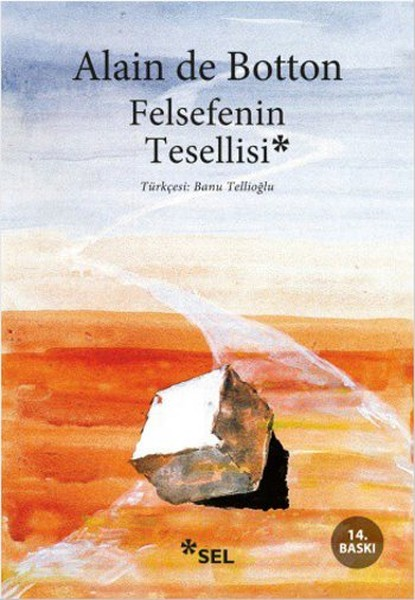 Alain de Botton
Felsefenin
Tesellisi*
Türkçesi: Banu Tellioğlu
14.
BASKI
*SEL